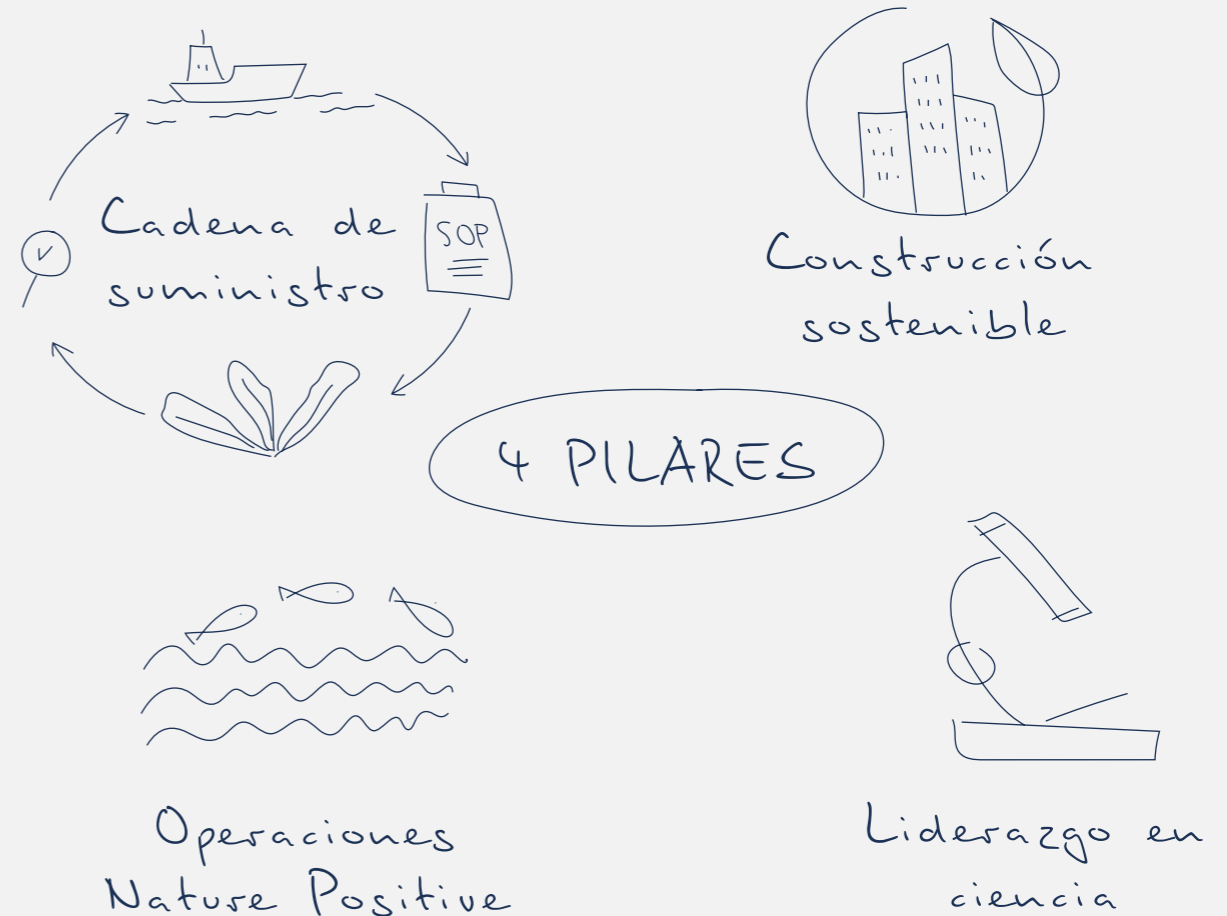 Cadena de
suministro
SOP
Construcción
sostenible
4 PILARES
Operaciones
Nature Positive
Liderazgo en
ciencia